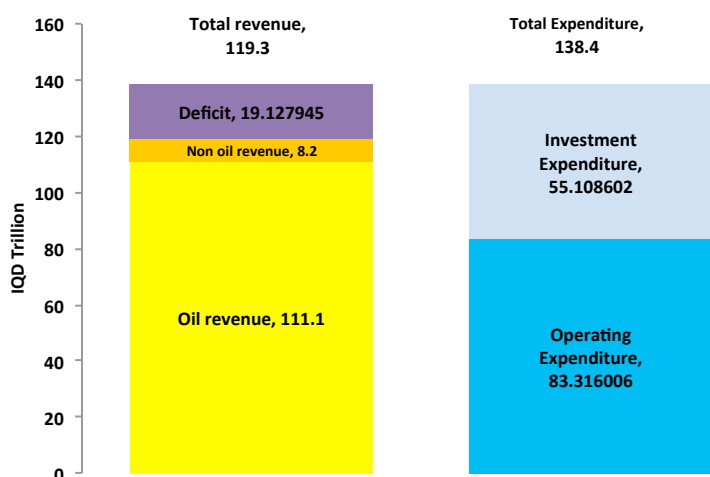 Total revenue,
119.3
Total Expenditure,
138.4
IQD Trillion
160
140
120
100
80
60
40
20
0
Deficit, 19.127945
Non oil revenue, 8.2
Oil revenue, 111.1
Investment
Expenditure,
55.108602
Operating
Expenditure,
83.316006